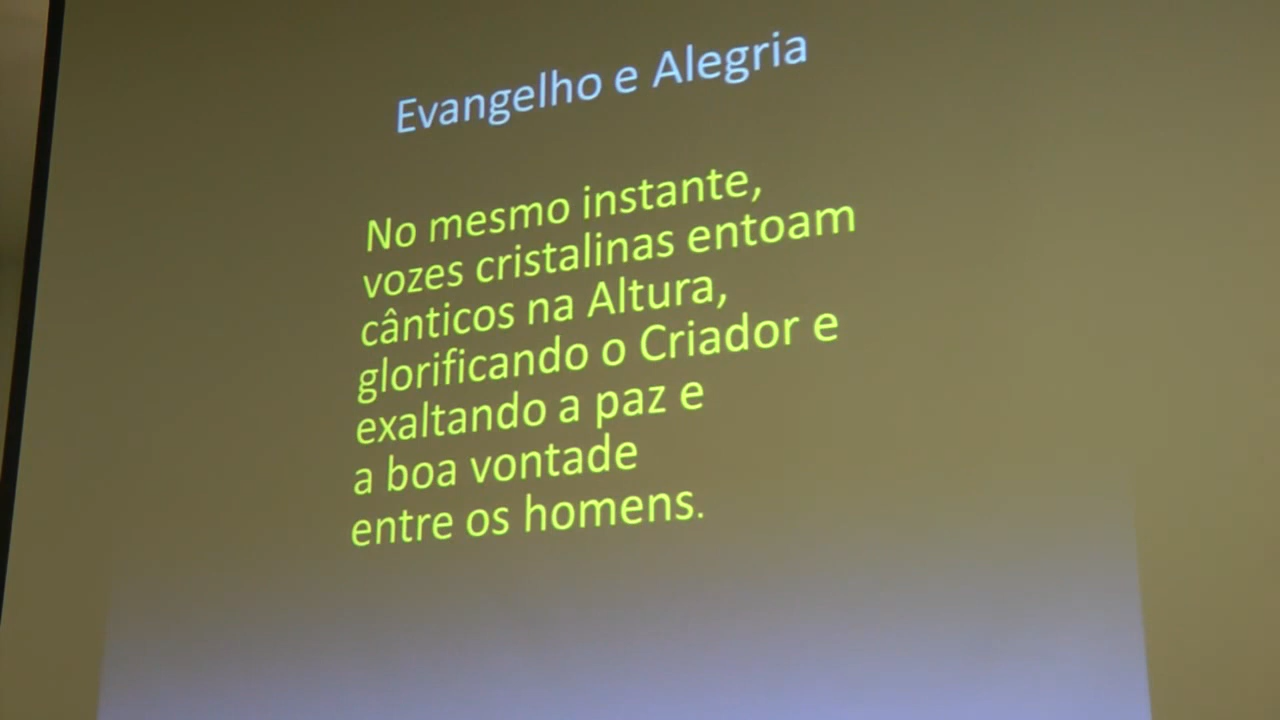 Evangelho e Alegria
No mesmo instante,
vozes cristalinas entoam
cânticos na Altura,
glorificando o Criador e
exaltando a paz e
a boa vontade
entre os homens.